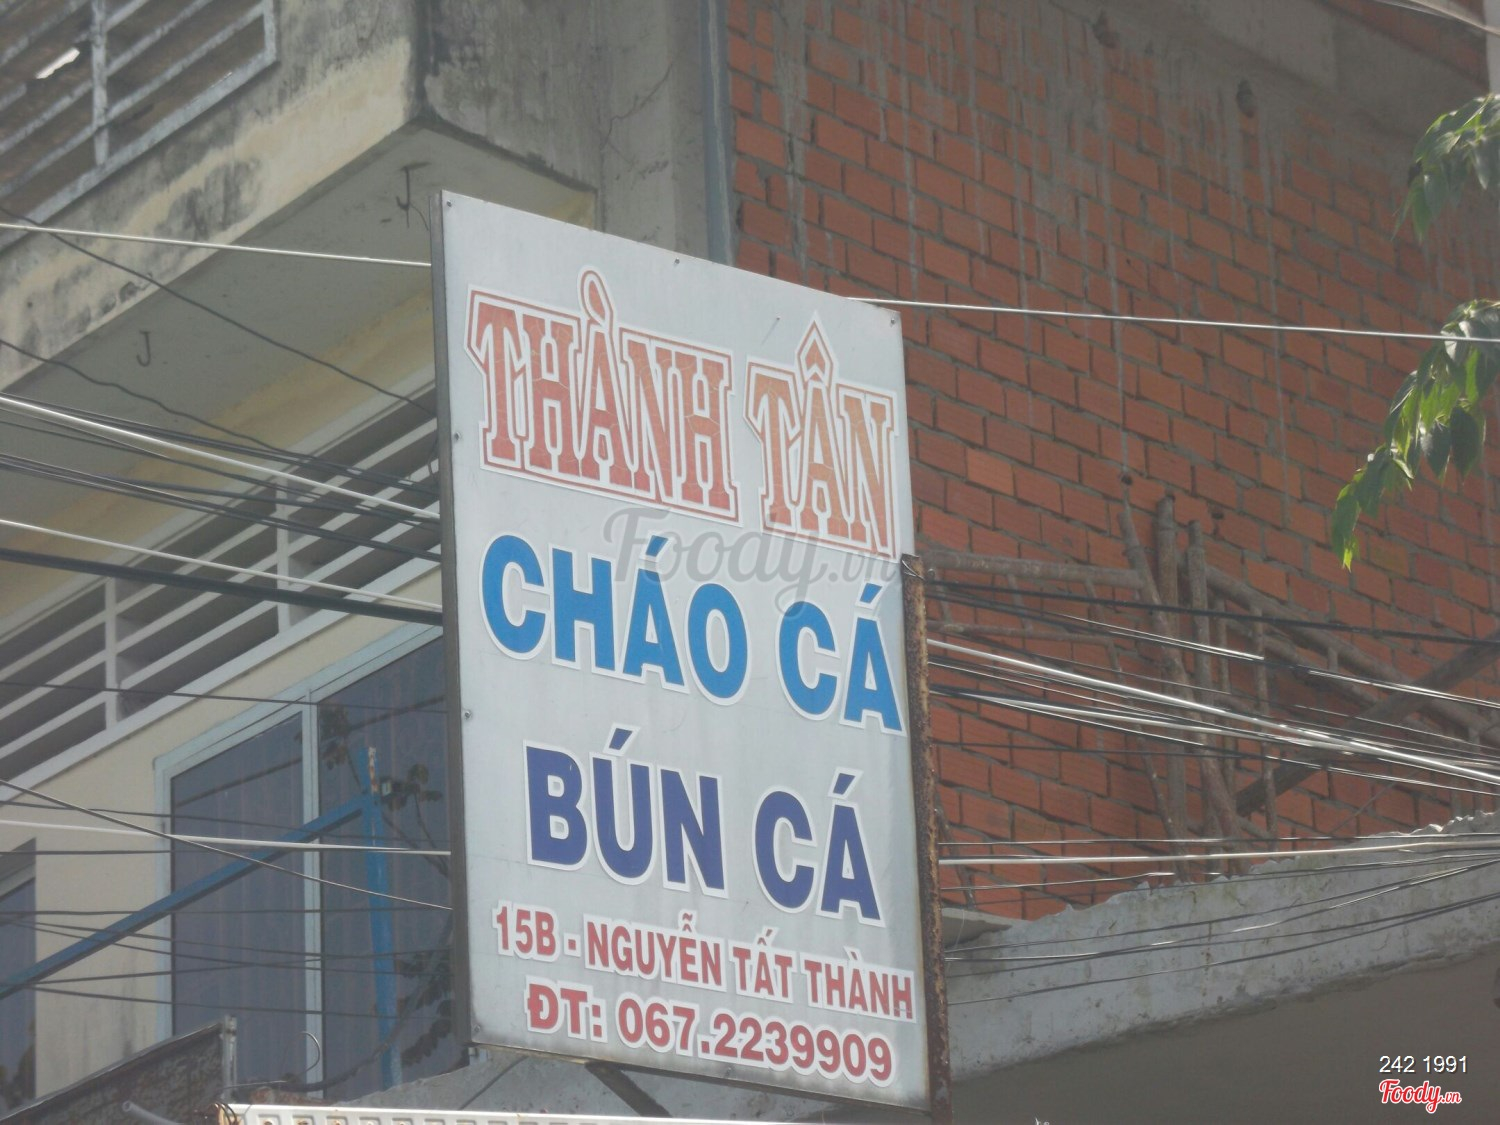 THÀNH TÂN
CHÁO CÁ
BÚN CÁ
15B - NGUYỄN TẤT THÀNH
ĐT: 067.2239909
Foody.vn
242 1991
Foody.vn